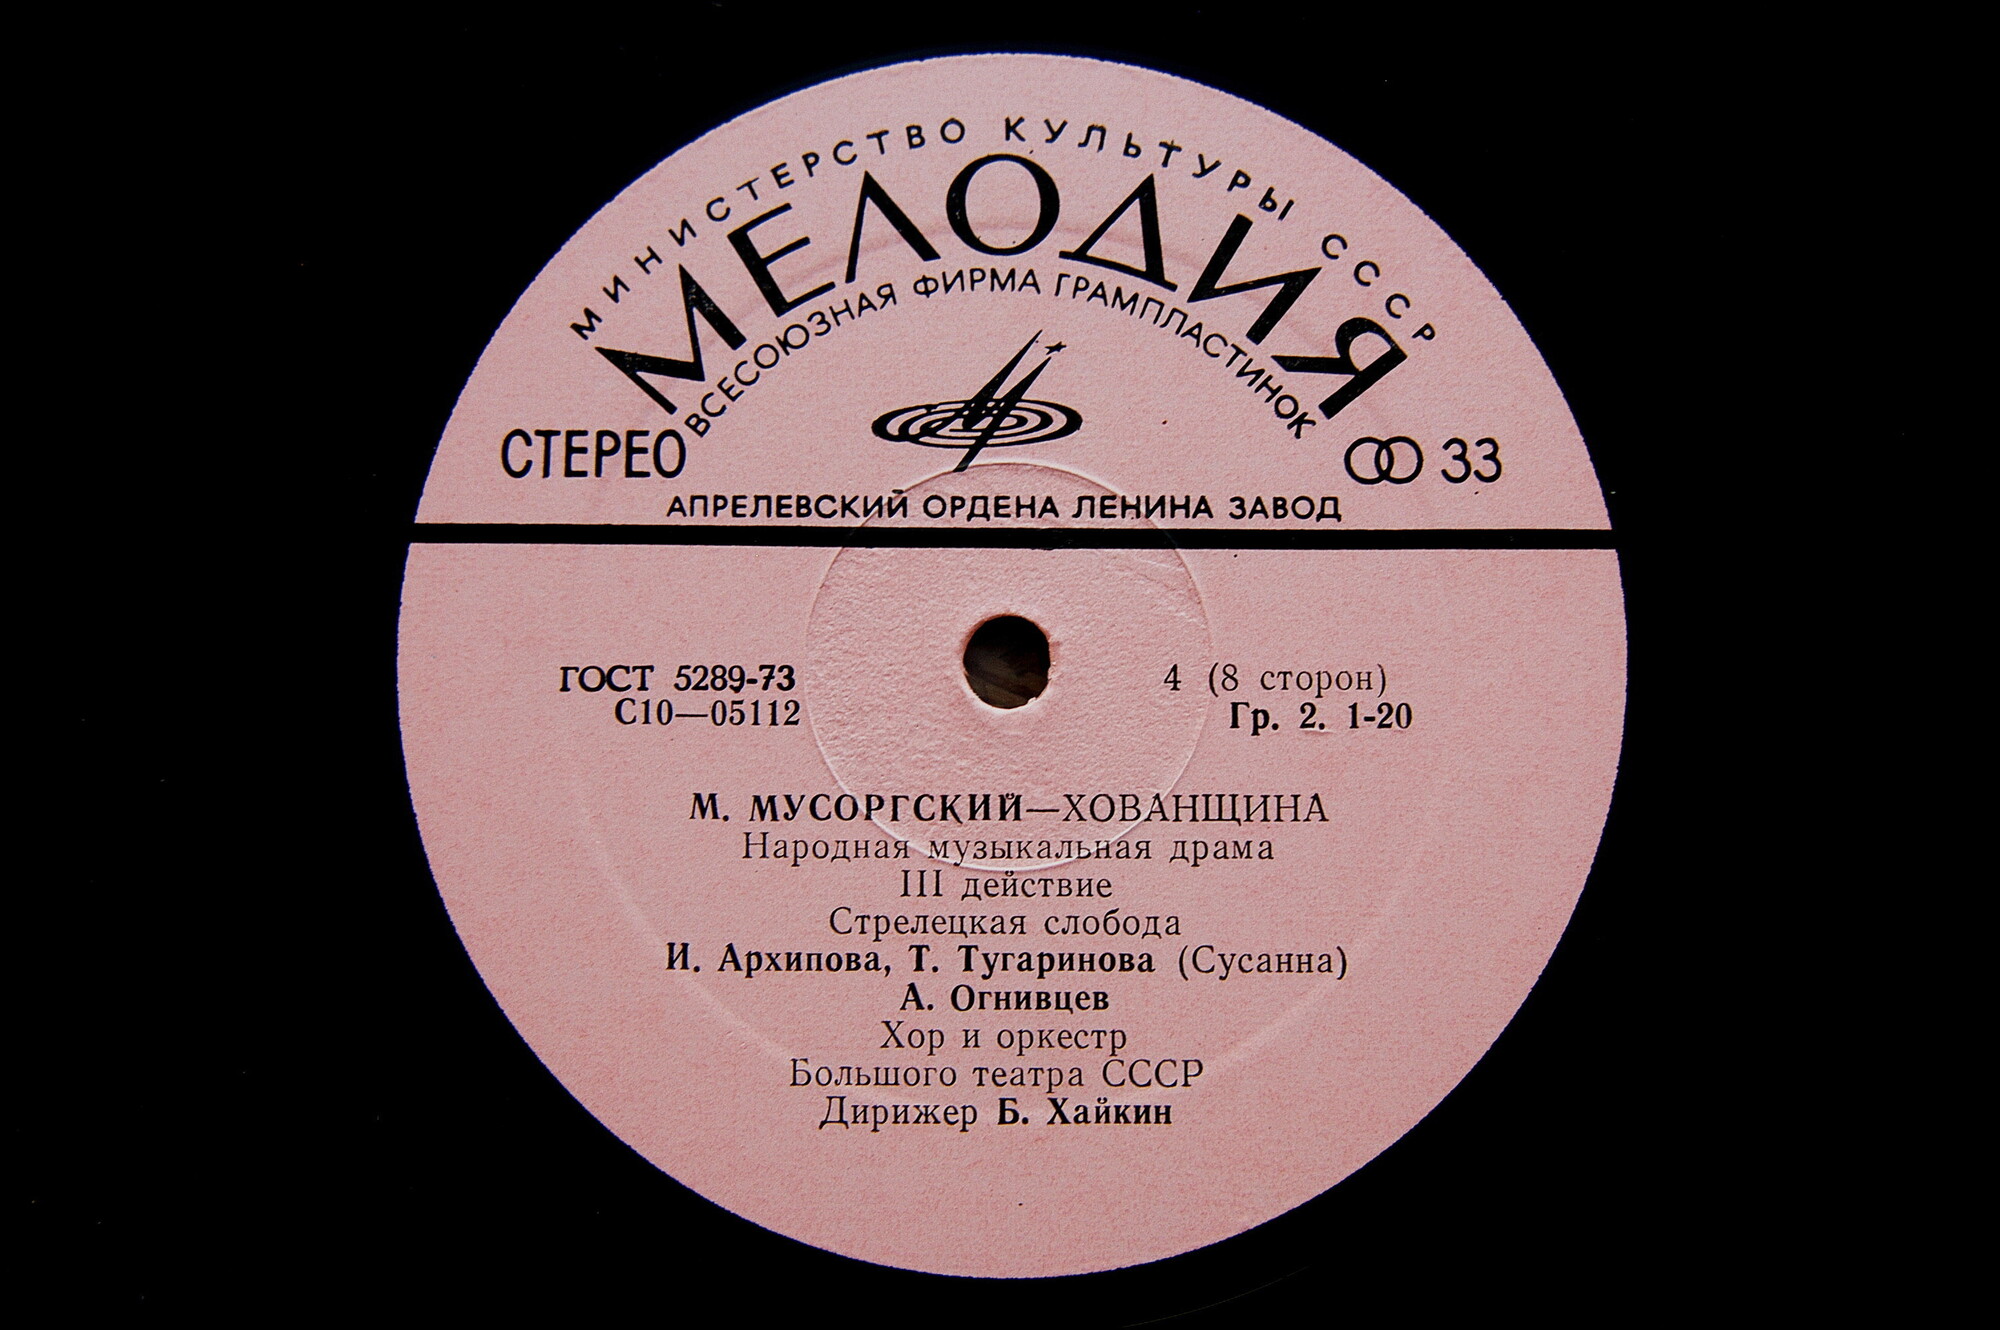 МИНИСТЕРСТВО КУЛЬТУРЫ СССР
МЕЛОДИЯ
ВСЕСОЮЗНАЯ ФИРМА ГРАМПЛАСТИНОК
СТЕРЕО
33
АПРЕЛЕВСКИЙ ОРДЕНА ЛЕНИНА ЗАВОД
ГОСТ 5289-73
4 (8 сторон)
С10—05112
Гр. 2. 1-20
М. МУСОРГСКИЙ—ХОВАНЩИНА
Народная музыкальная драма
III действие
Стрелецкая слобода
И. Архипова, Т. Тугаринова (Сусанна)
А. Огнивцев
Хор и оркестр
Большого театра СССР
Дирижер Б. Хайкин